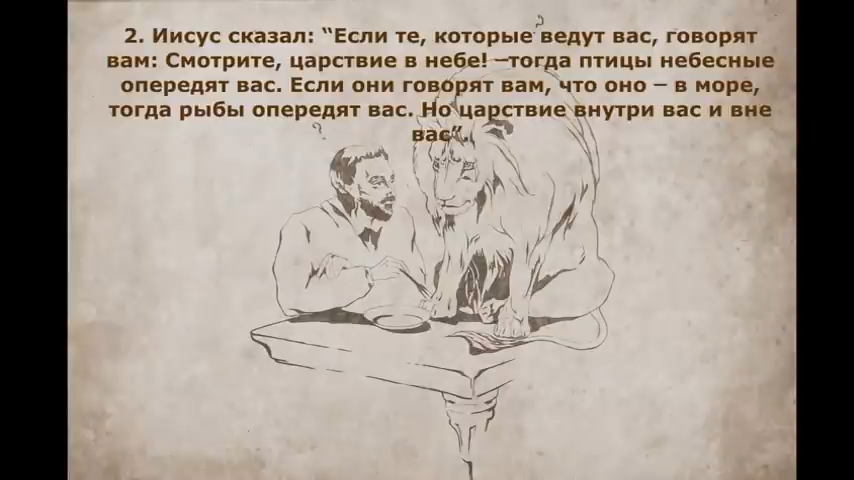 2. Иисус сказал: “Если те, которые ведут вас, говорят
вам: Смотрите, царствие в небе! –тогда птицы небесные
опередят вас. Если они говорят вам, что оно – в море,
тогда рыбы опередят вас. Но царствие внутри вас и вне
вас”.
?
?